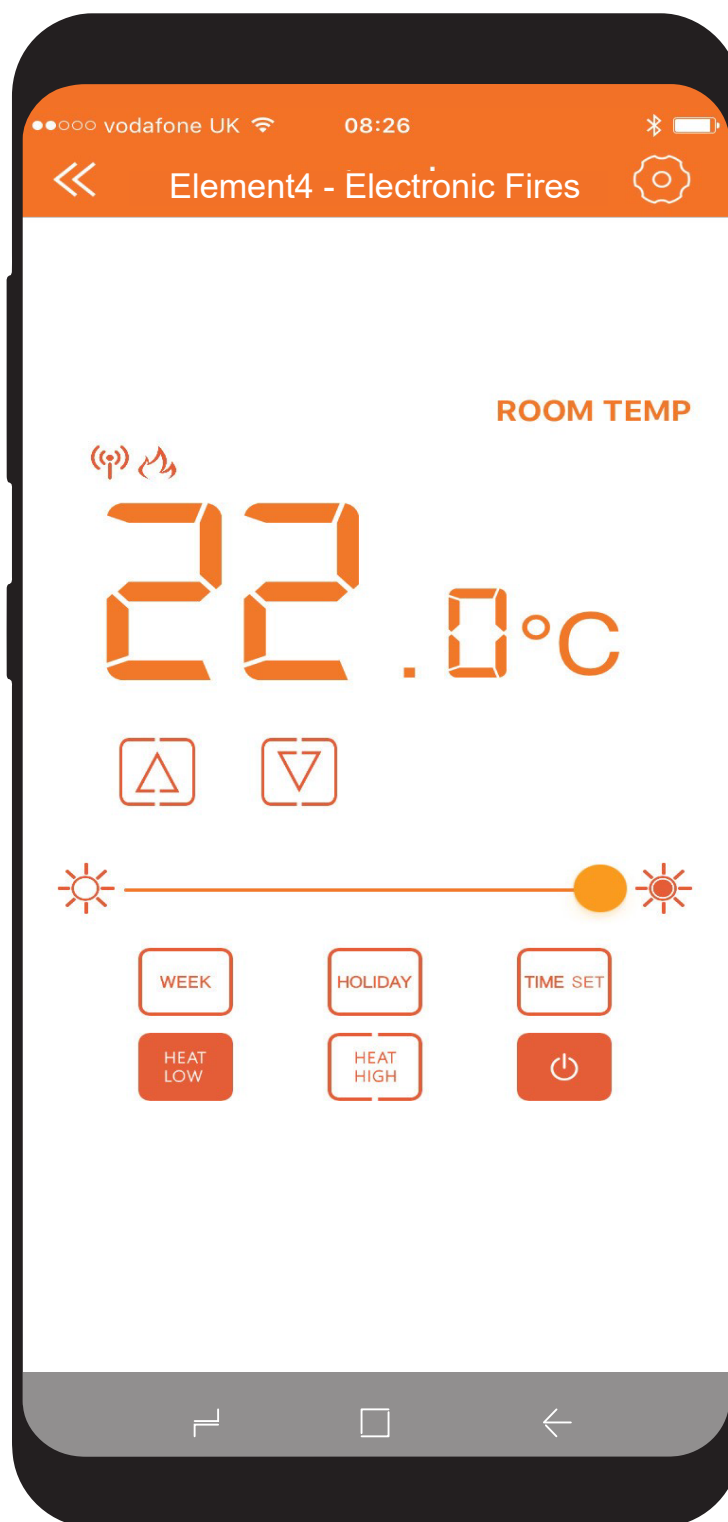 vodafone UK 08:26
Element4 - Electronic Fires
ROOM TEMP
22.0°C
WEEK HOLIDAY TIME SET
HEAT LOW
HEAT HIGH